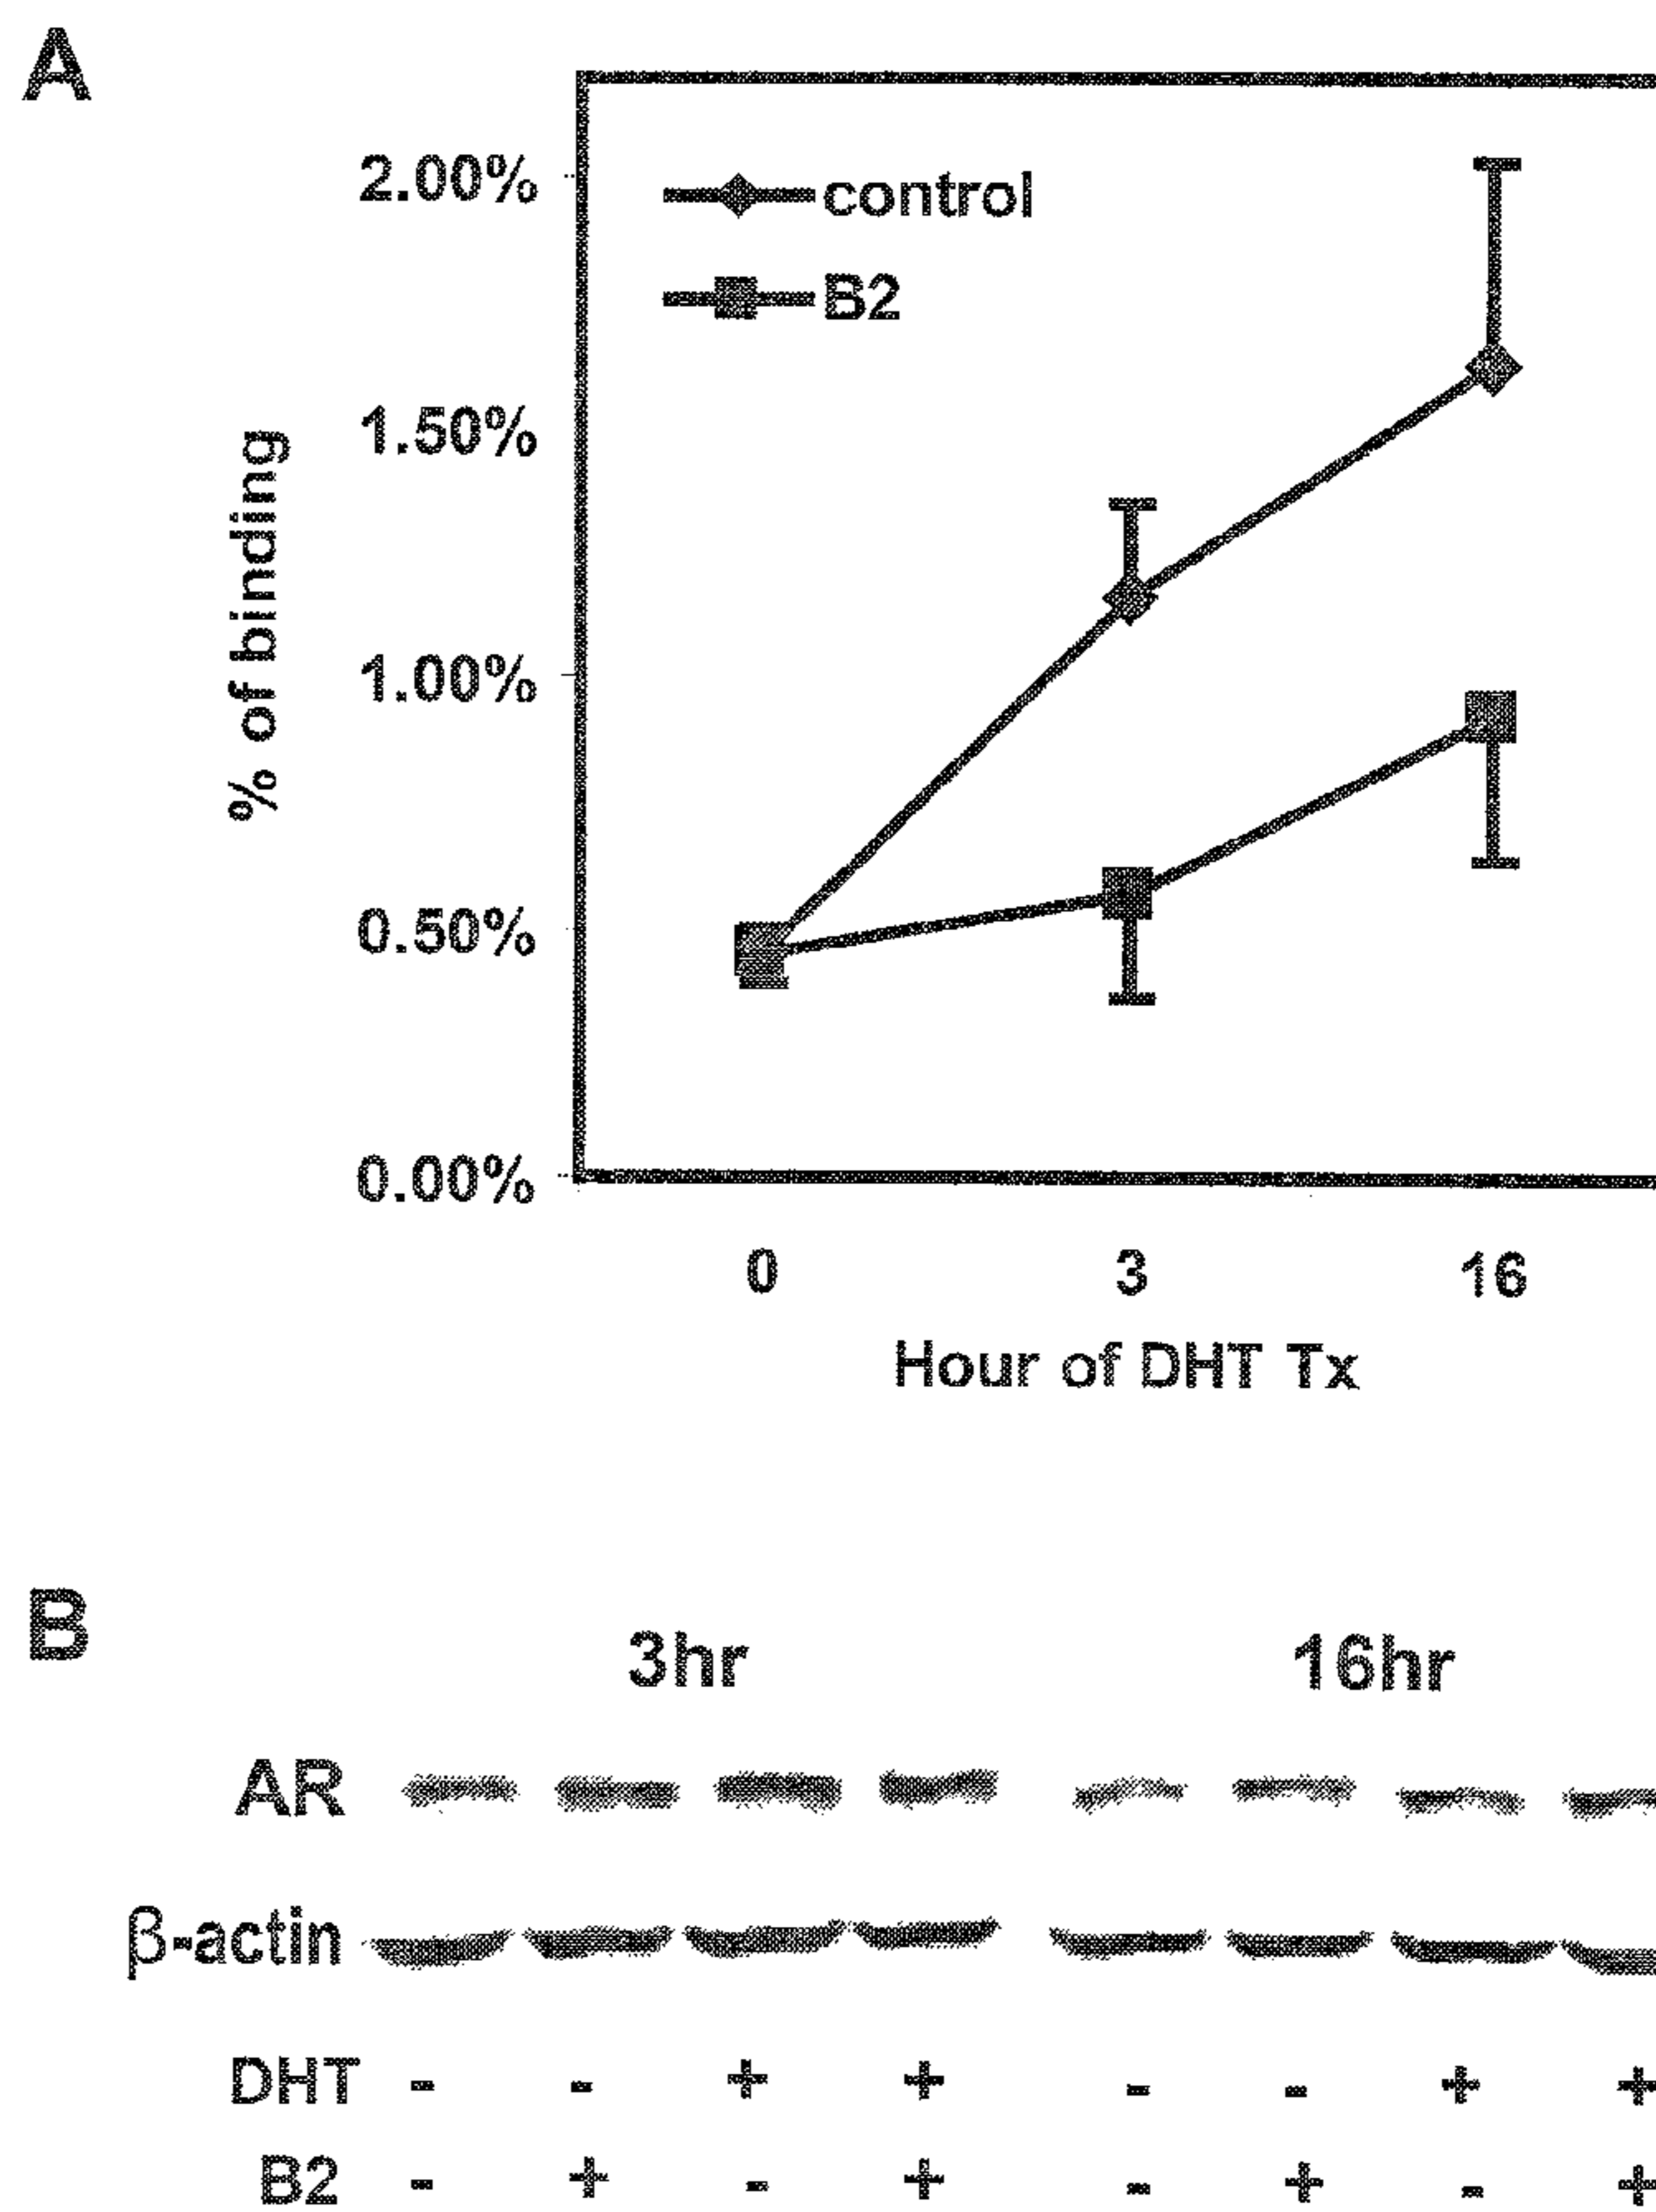 A
2.00%
1.50%
1.00%
0.50%
0.00%
% of binding
control
B2
0 3 16
Hour of DHT Tx
B
3hr 16hr
AR
β-actin
DHT - - + + - - + +
B2 - + - + - + - +